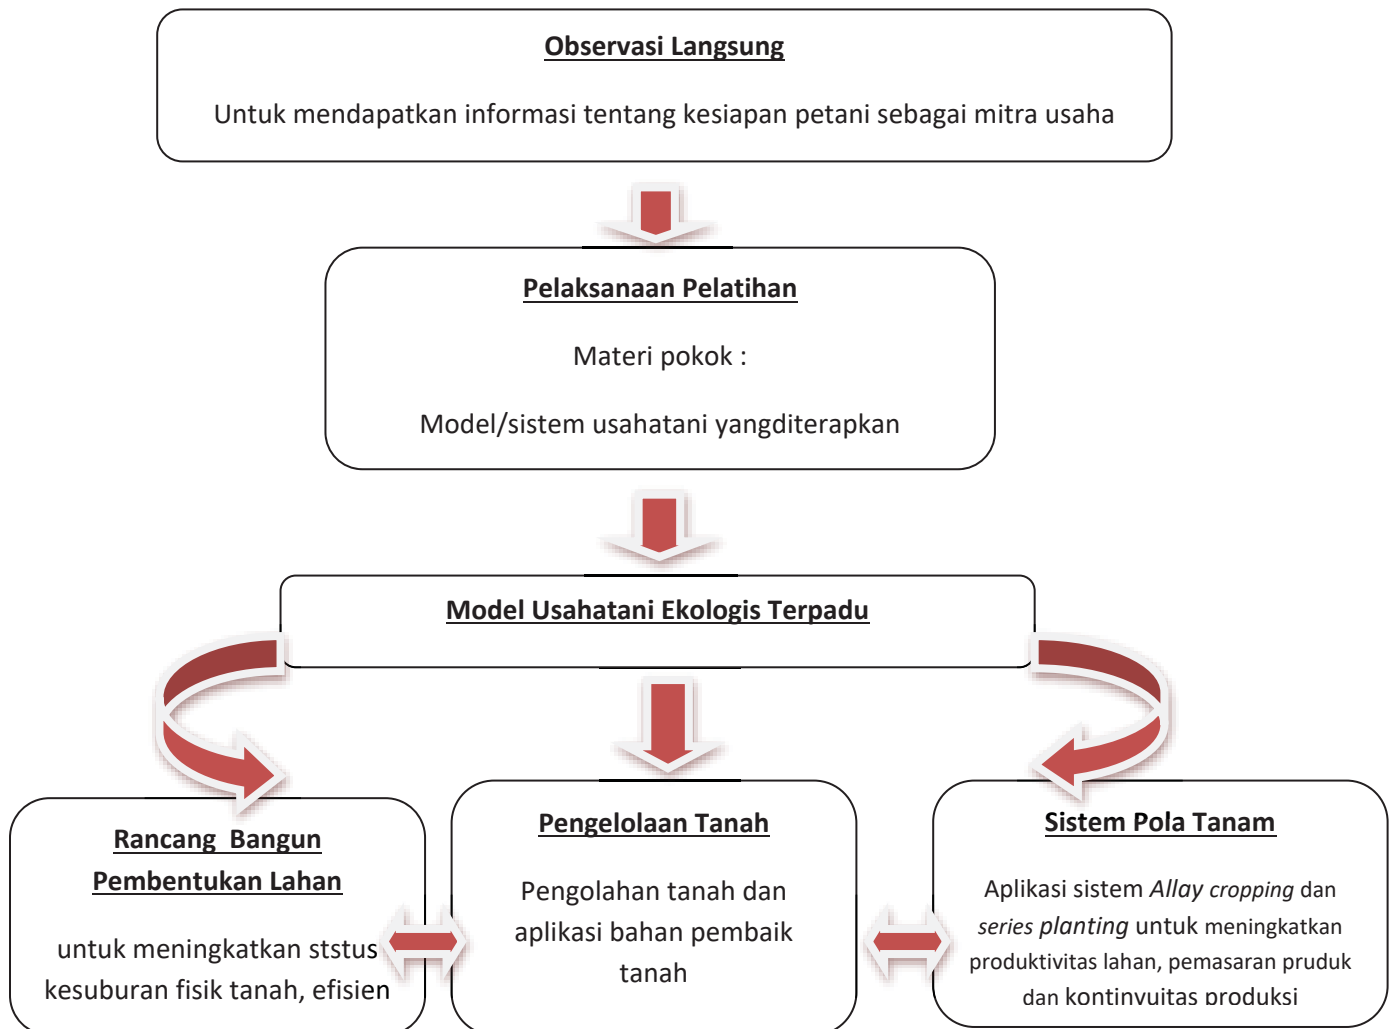 Observasi Langsung
Untuk mendapatkan informasi tentang kesiapan petani sebagai mitra usaha
Pelaksanaan Pelatihan
Materi pokok :
Model/sistem usahatani yangditerapkan
Model Usahatani Ekologis Terpadu
Rancang Bangun
Pembentukan Lahan
untuk meningkatkan ststus
kesuburan fisik tanah, efisien
Pengelolaan Tanah
Pengolahan tanah dan
aplikasi bahan pembaik
tanah
Sistem Pola Tanam
Aplikasi sistem Allay cropping dan
series planting untuk meningkatkan
produktivitas lahan, pemasaran pruduk
dan kontinyuitas produksi